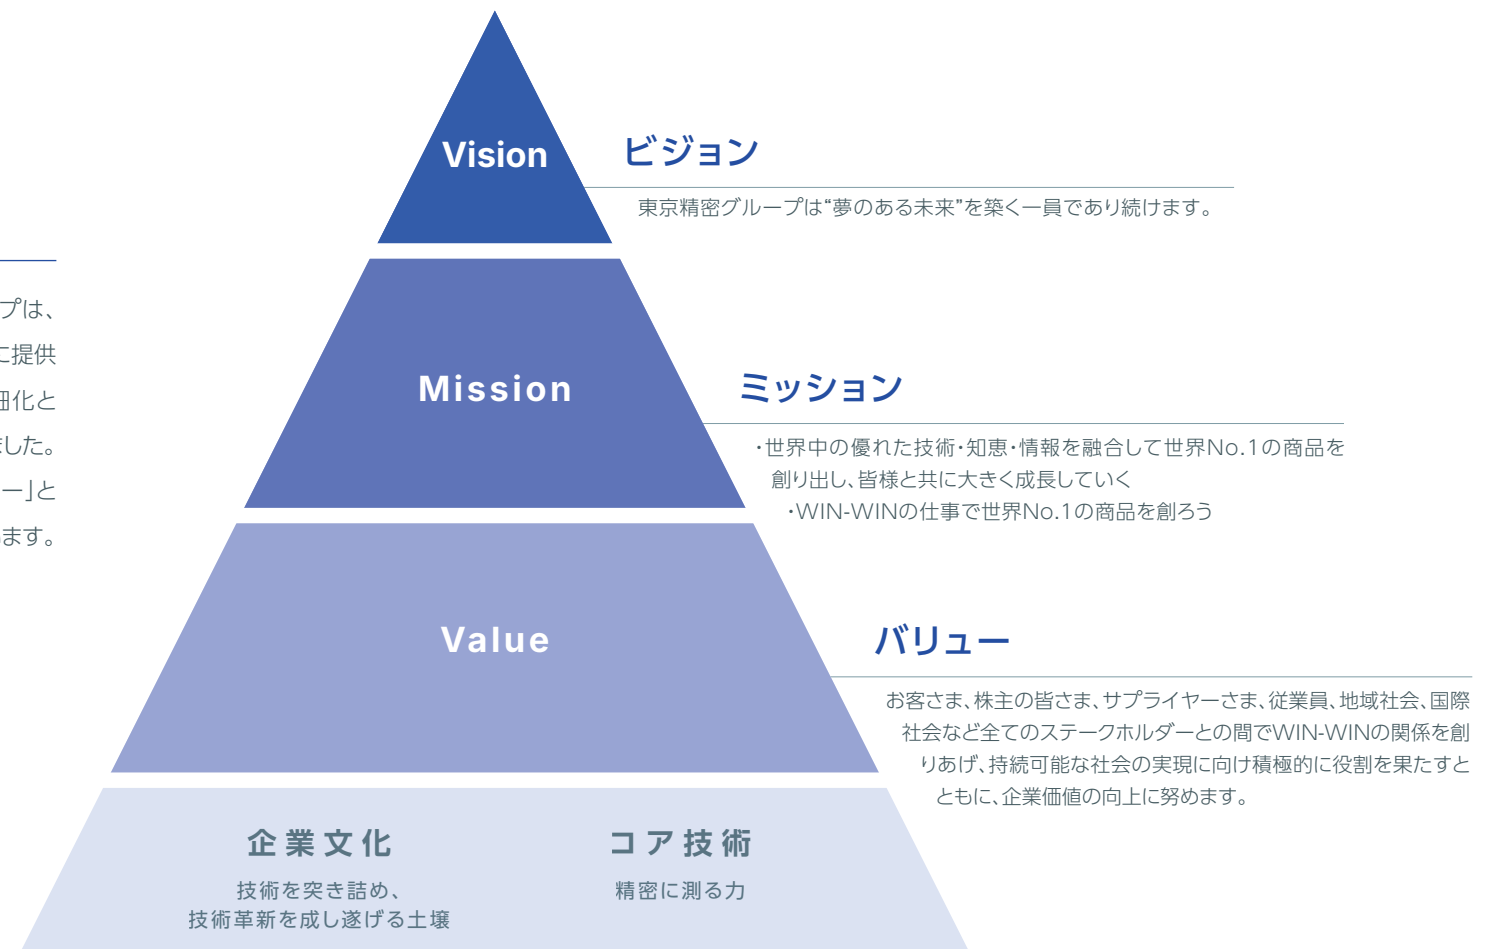 プは、
に提供
細化と
ました。
ー」と
ます。
Vision
ビジョン
東京精密グループは“夢のある未来”を築く一員であり続けます。
Mission
ミッション
・世界中の優れた技術・知恵・情報を融合して世界No.1の商品を
創り出し、皆様と共に大きく成長していく
・WIN-WINの仕事で世界No.1の商品を創ろう
Value
バリュー
お客さま、株主の皆さま、サプライヤーさま、従業員、地域社会、国際
社会など全てのステークホルダーとの間でWIN-WINの関係を創
りあげ、持続可能な社会の実現に向け積極的に役割を果たすと
ともに、企業価値の向上に努めます。
企業文化
技術を突き詰め、
技術革新を成し遂げる土壌
コア技術
精密に測る力